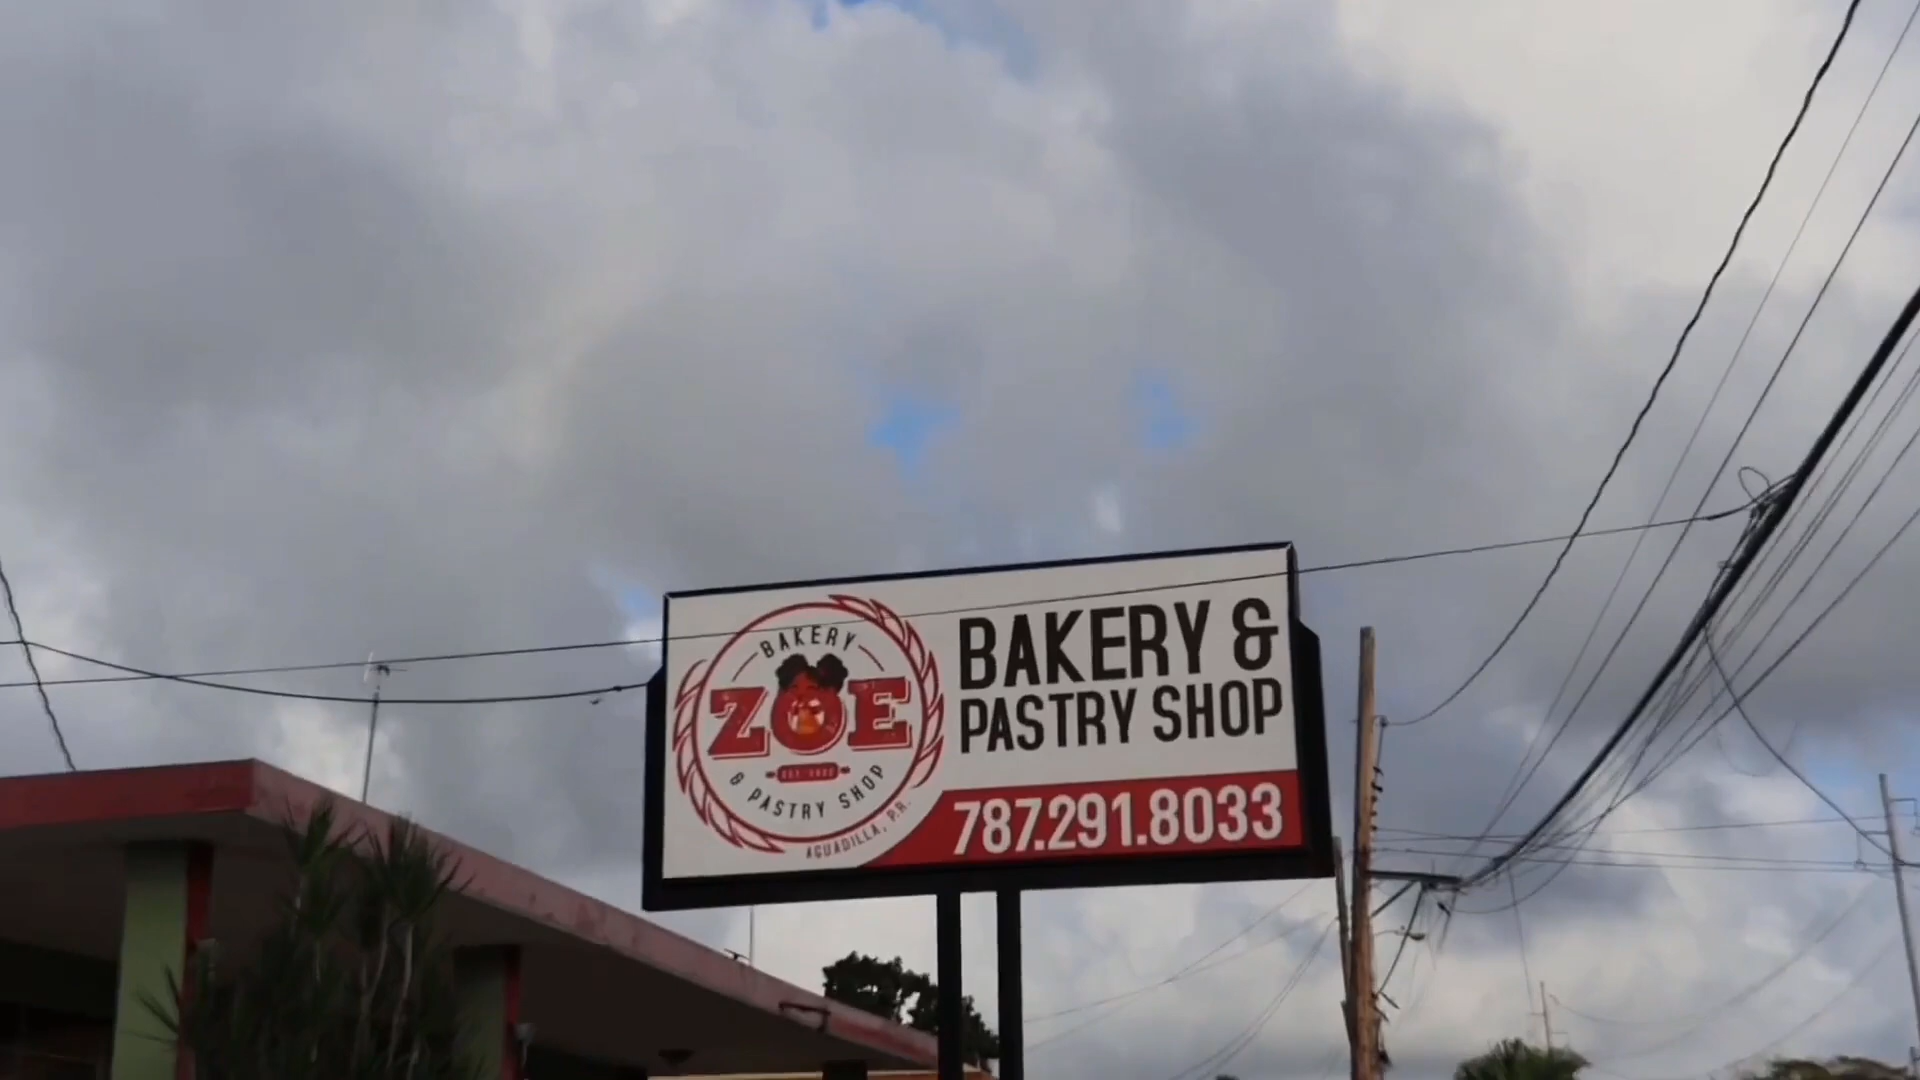 BAKERY
ZOE
& PASTRY SHOP
AGUADILLA, P.R.
BAKERY &
PASTRY SHOP
787.291.8033